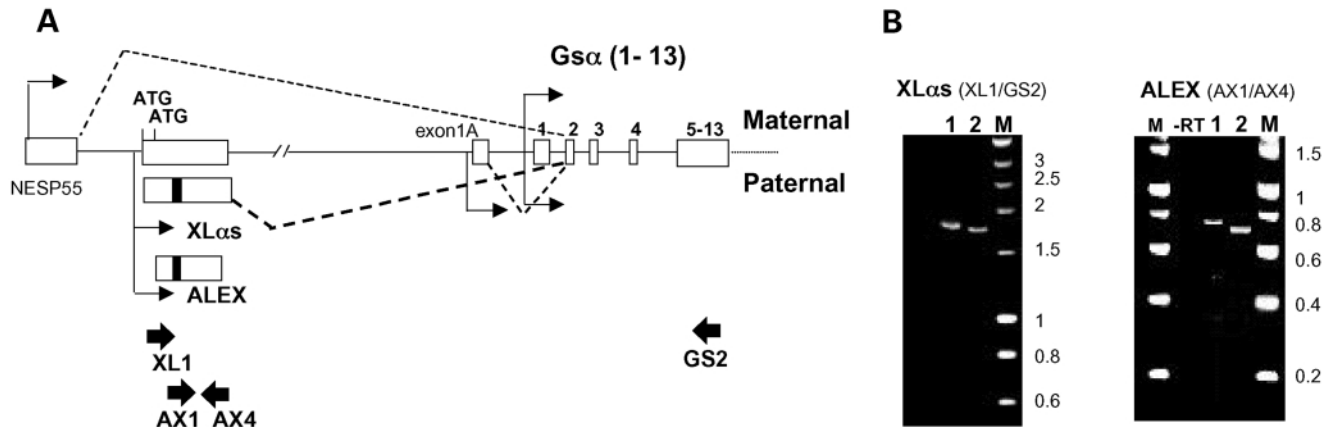 A
Gsα (1- 13)
ATG
ATG
exon1A
1
2
3
4
5-13
Maternal
NESP55
Paternal
XLαs
ALEX
XL1
GS2
AX1
AX4
B
XLαs (XL1/GS2)
1 2 M
3
2.5
2
1.5
1
0.8
0.6
ALEX (AX1/AX4)
M -RT 1 2 M
1.5
1
0.8
0.6
0.4
0.2